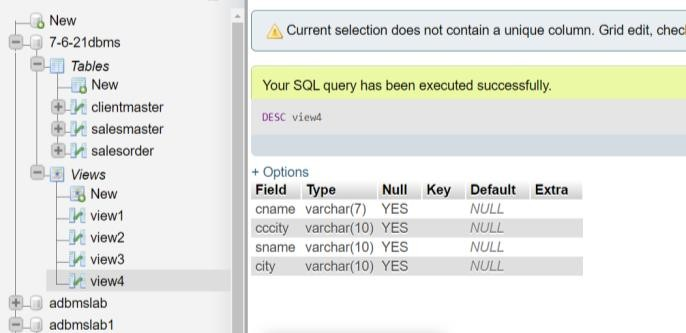 New
7-6-21dbms
Tables
New
clientmaster
salesmaster
salesorder
Views
New
view1
view2
view3
view4
adbmslab
adbmslab1
Current selection does not contain a unique column. Grid edit, chec
Your SQL query has been executed successfully.
DESC view4
+ Options
Field Type Null Key Default Extra
cname varchar(7) YES NULL
cccity varchar(10) YES NULL
sname varchar(10) YES NULL
city varchar(10) YES NULL